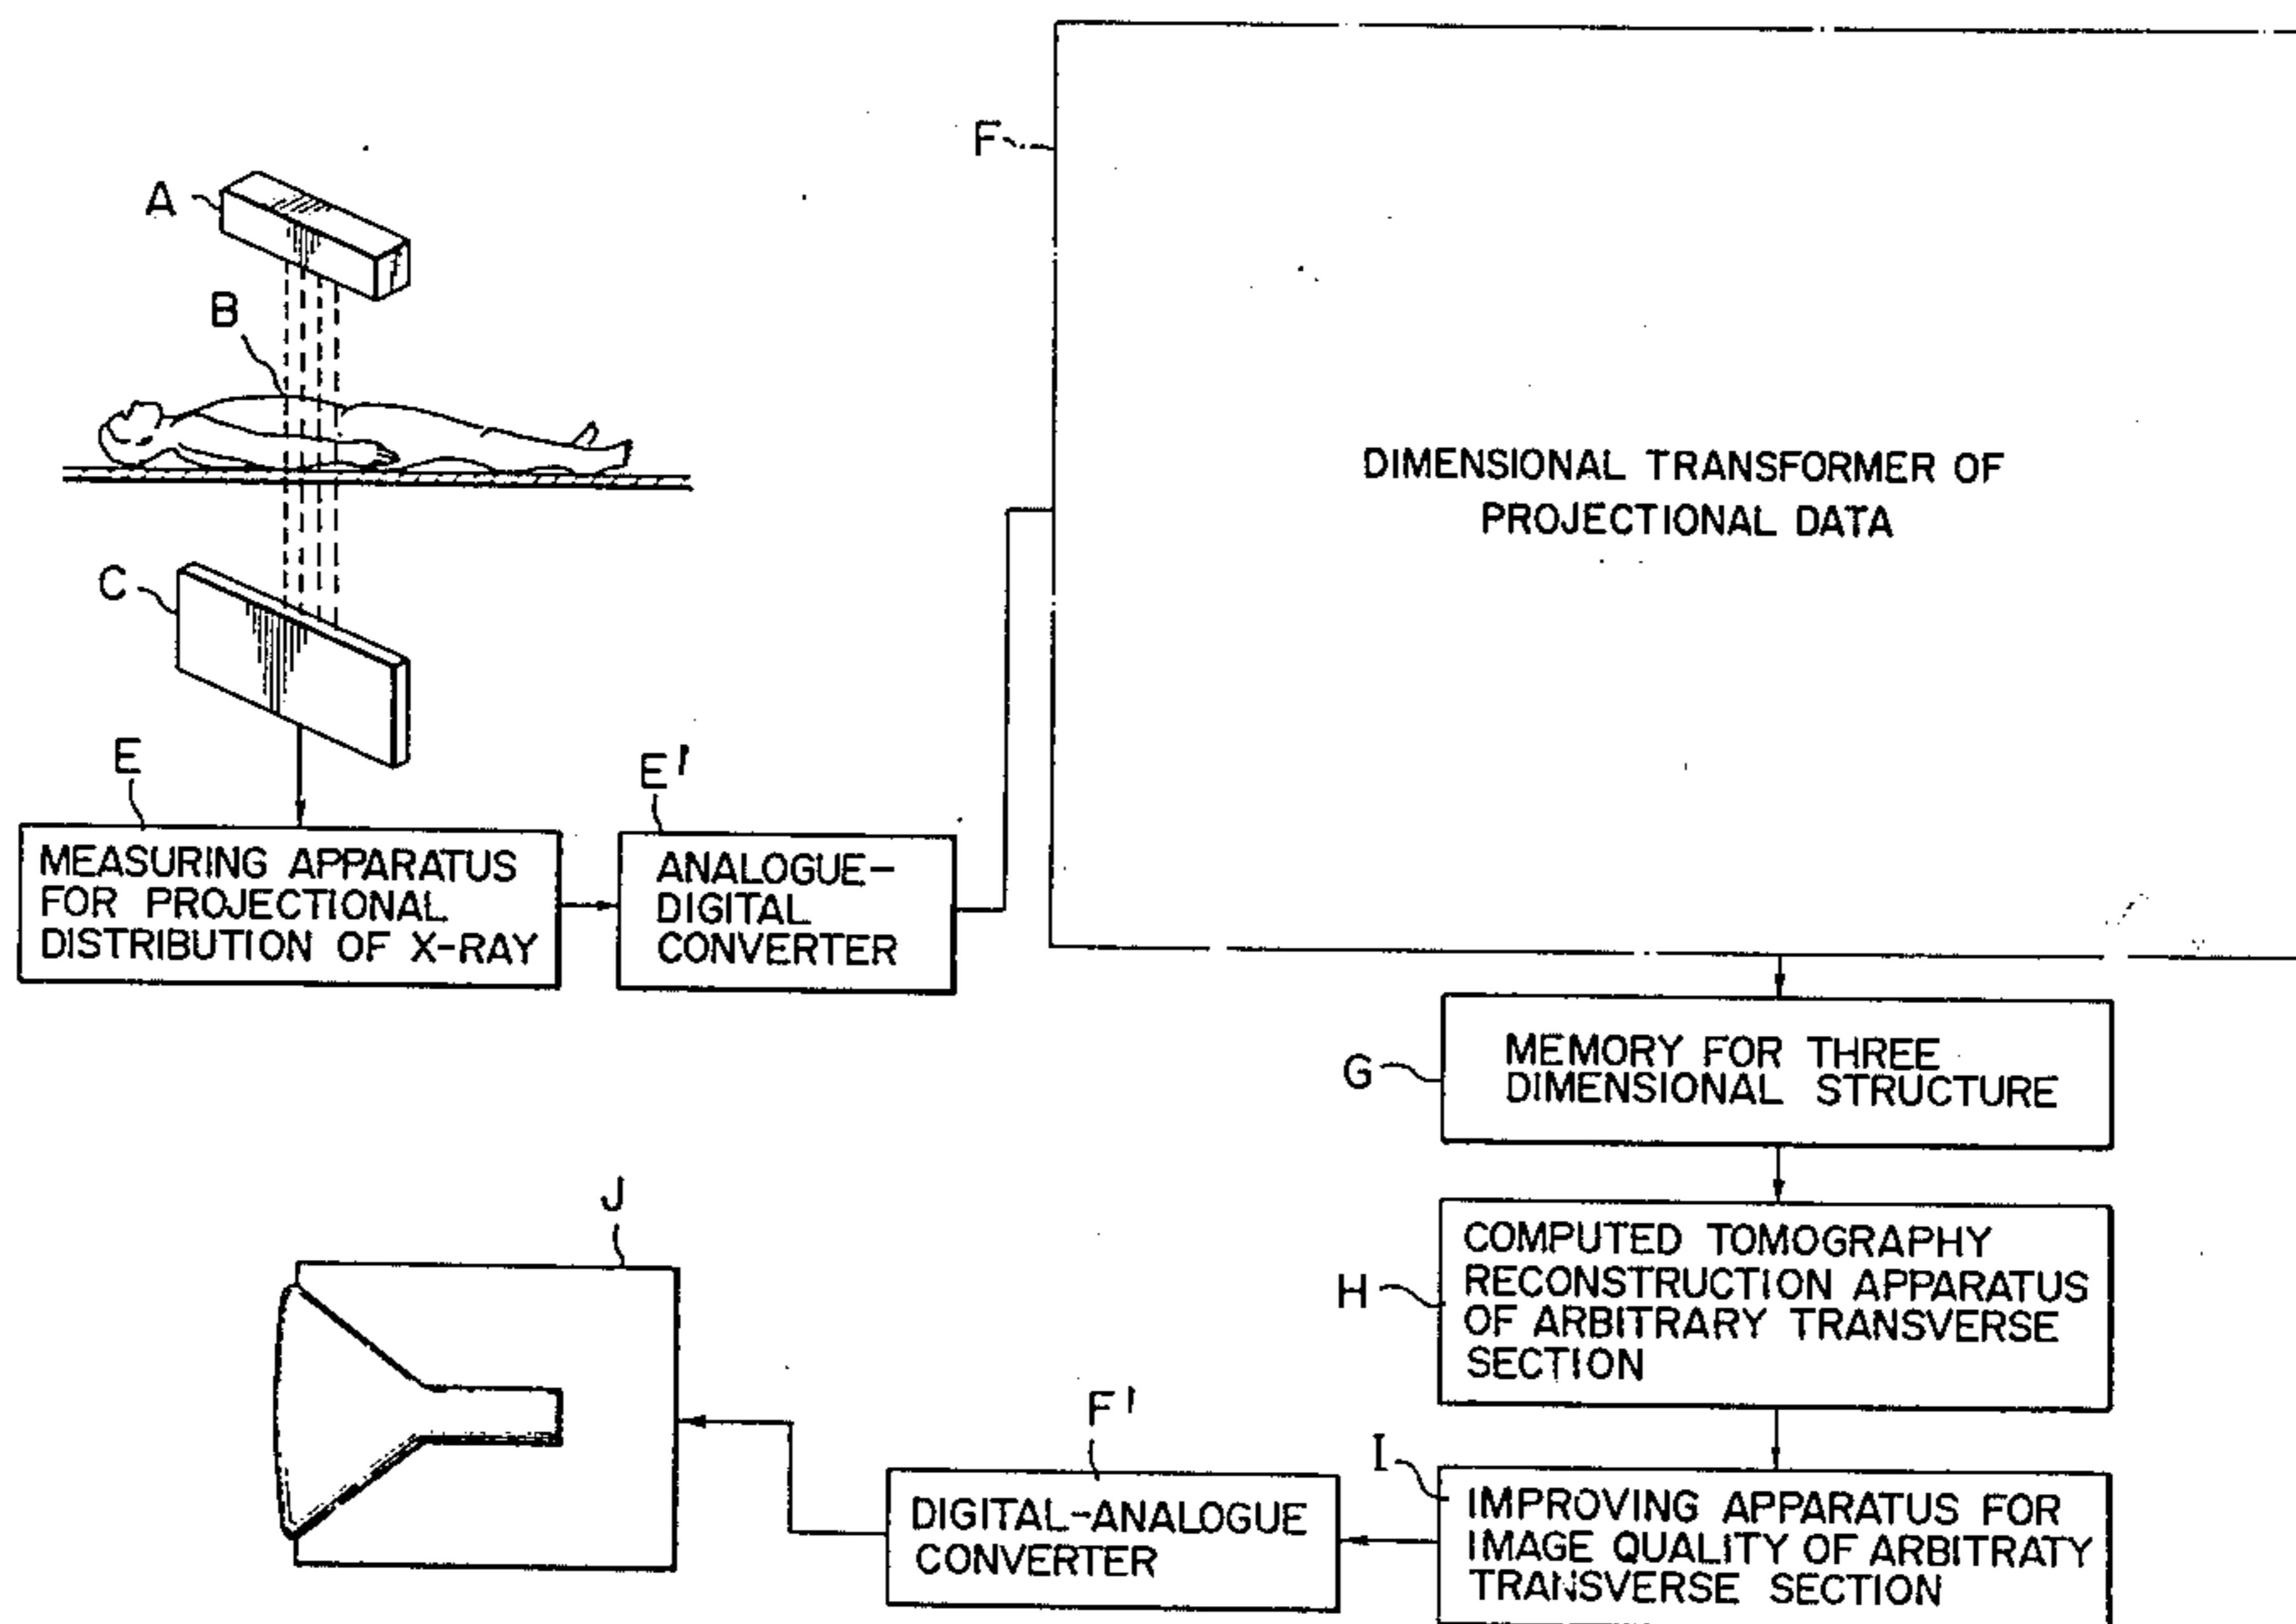 F
A
B
DIMENSIONAL TRANSFORMER OF
PROJECTIONAL DATA
C
E
E'
MEASURING APPARATUS
FOR PROJECTIONAL
DISTRIBUTION OF X-RAY
ANALOGUE-
DIGITAL
CONVERTER
G
MEMORY FOR THREE
DIMENSIONAL STRUCTURE
J
H
COMPUTED TOMOGRAPHY
RECONSTRUCTION APPARATUS
OF ARBITRARY TRANSVERSE
SECTION
F'
I
DIGITAL-ANALOGUE
CONVERTER
IMPROVING APPARATUS FOR
IMAGE QUALITY OF ARBITRATY
TRANSVERSE SECTION